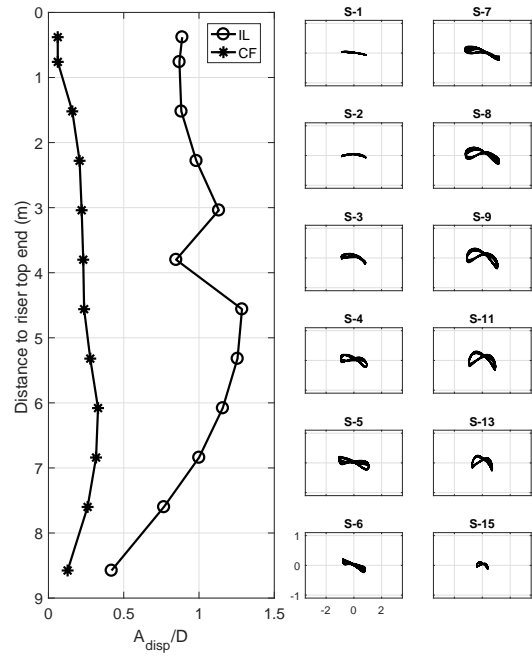 Distance to riser top end (m)
0
1
2
3
4
5
6
7
8
9
0
0.5
1
1.5
A_disp/D
IL
CF
S-1
S-7
S-2
S-8
S-3
S-9
S-4
S-11
S-5
S-13
S-6
S-15
1
0
-1
-2
0
2